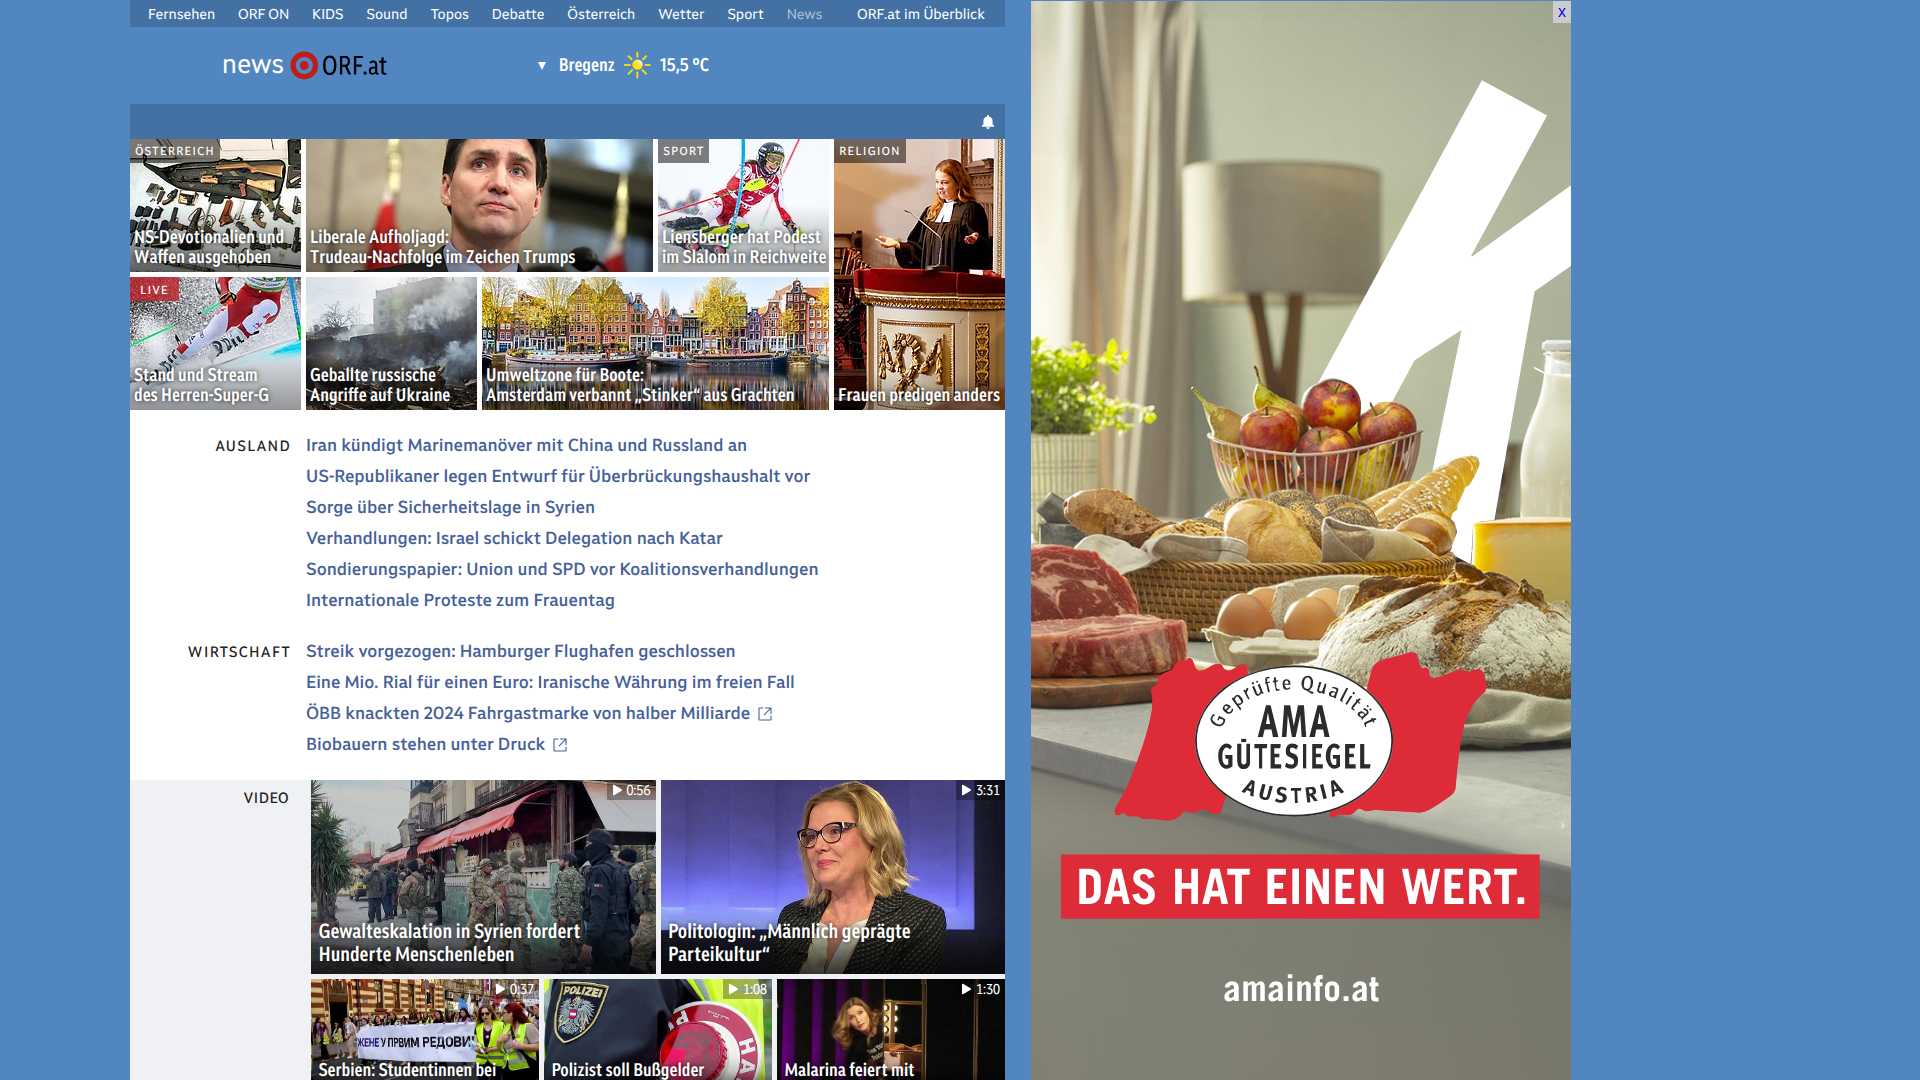 Fernsehen ORF ON KIDS Sound Topos Debatte Österreich Wetter Sport News ORF.at im Überblick
X
news ORF.at
Bregenz 15,5 °C
ÖSTERREICH
NS-Devotionalien und
Waffen ausgehoben
Liberale Aufholjagd:
Trudeau-Nachfolge im Zeichen Trumps
SPORT
Liensberger hat Podest
im Slalom in Reichweite
RELIGION
Frauen predigen anders
LIVE
Stand und Stream
des Herren-Super-G
Geballte russische
Angriffe auf Ukraine
Umweltzone für Boote:
Amsterdam verbannt „Stinker“ aus Grachten
AUSLAND
Iran kündigt Marinemanöver mit China und Russland an
US-Republikaner legen Entwurf für Überbrückungshaushalt vor
Sorge über Sicherheitslage in Syrien
Verhandlungen: Israel schickt Delegation nach Katar
Sondierungspapier: Union und SPD vor Koalitionsverhandlungen
Internationale Proteste zum Frauentag
WIRTSCHAFT
Streik vorgezogen: Hamburger Flughafen geschlossen
Eine Mio. Rial für einen Euro: Iranische Währung im freien Fall
ÖBB knackten 2024 Fahrgastmarke von halber Milliarde
Biobauern stehen unter Druck
VIDEO
0:56
Gewalteskalation in Syrien fordert
Hunderte Menschenleben
3:31
Politologin: „Männlich geprägte
Parteikultur“
0:37
ЖЕНЕ У ПРВИМ РЕДОВИ
Serbien: Studentinnen bei
1:08
POLIZEI
Polizist soll Bußgelder
1:30
Malarina feiert mit
Geprüfte Qualität
AMA
GÜTESIEGEL
AUSTRIA
DAS HAT EINEN WERT.
amainfo.at